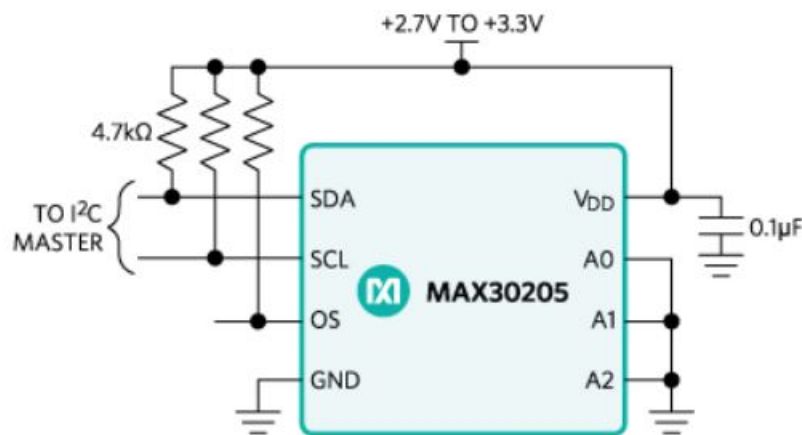 +2.7V TO +3.3V
4.7kΩ
TO I²C
MASTER
SDA
SCL
OS
GND
MAX30205
VDD
A0
A1
A2
0.1µF